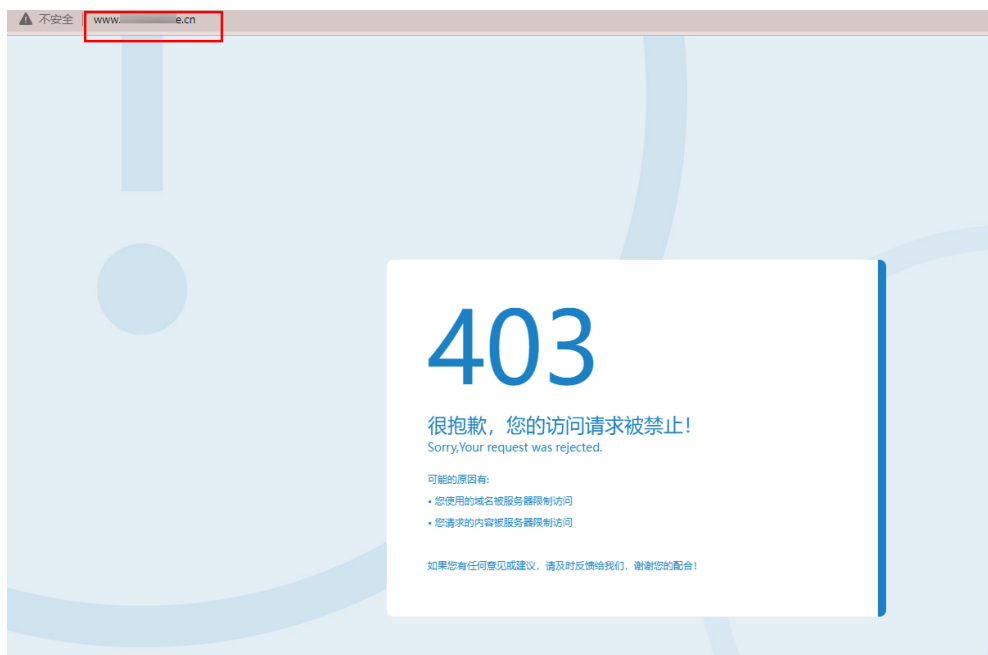 不安全
www. e.cn
403
很抱歉，您的访问请求被禁止！
Sorry,Your request was rejected.
可能的原因有:
• 您使用的域名被服务器限制访问
• 您请求的内容被服务器限制访问
如果您有任何意见或建议，请及时反馈给我们，谢谢您的配合！